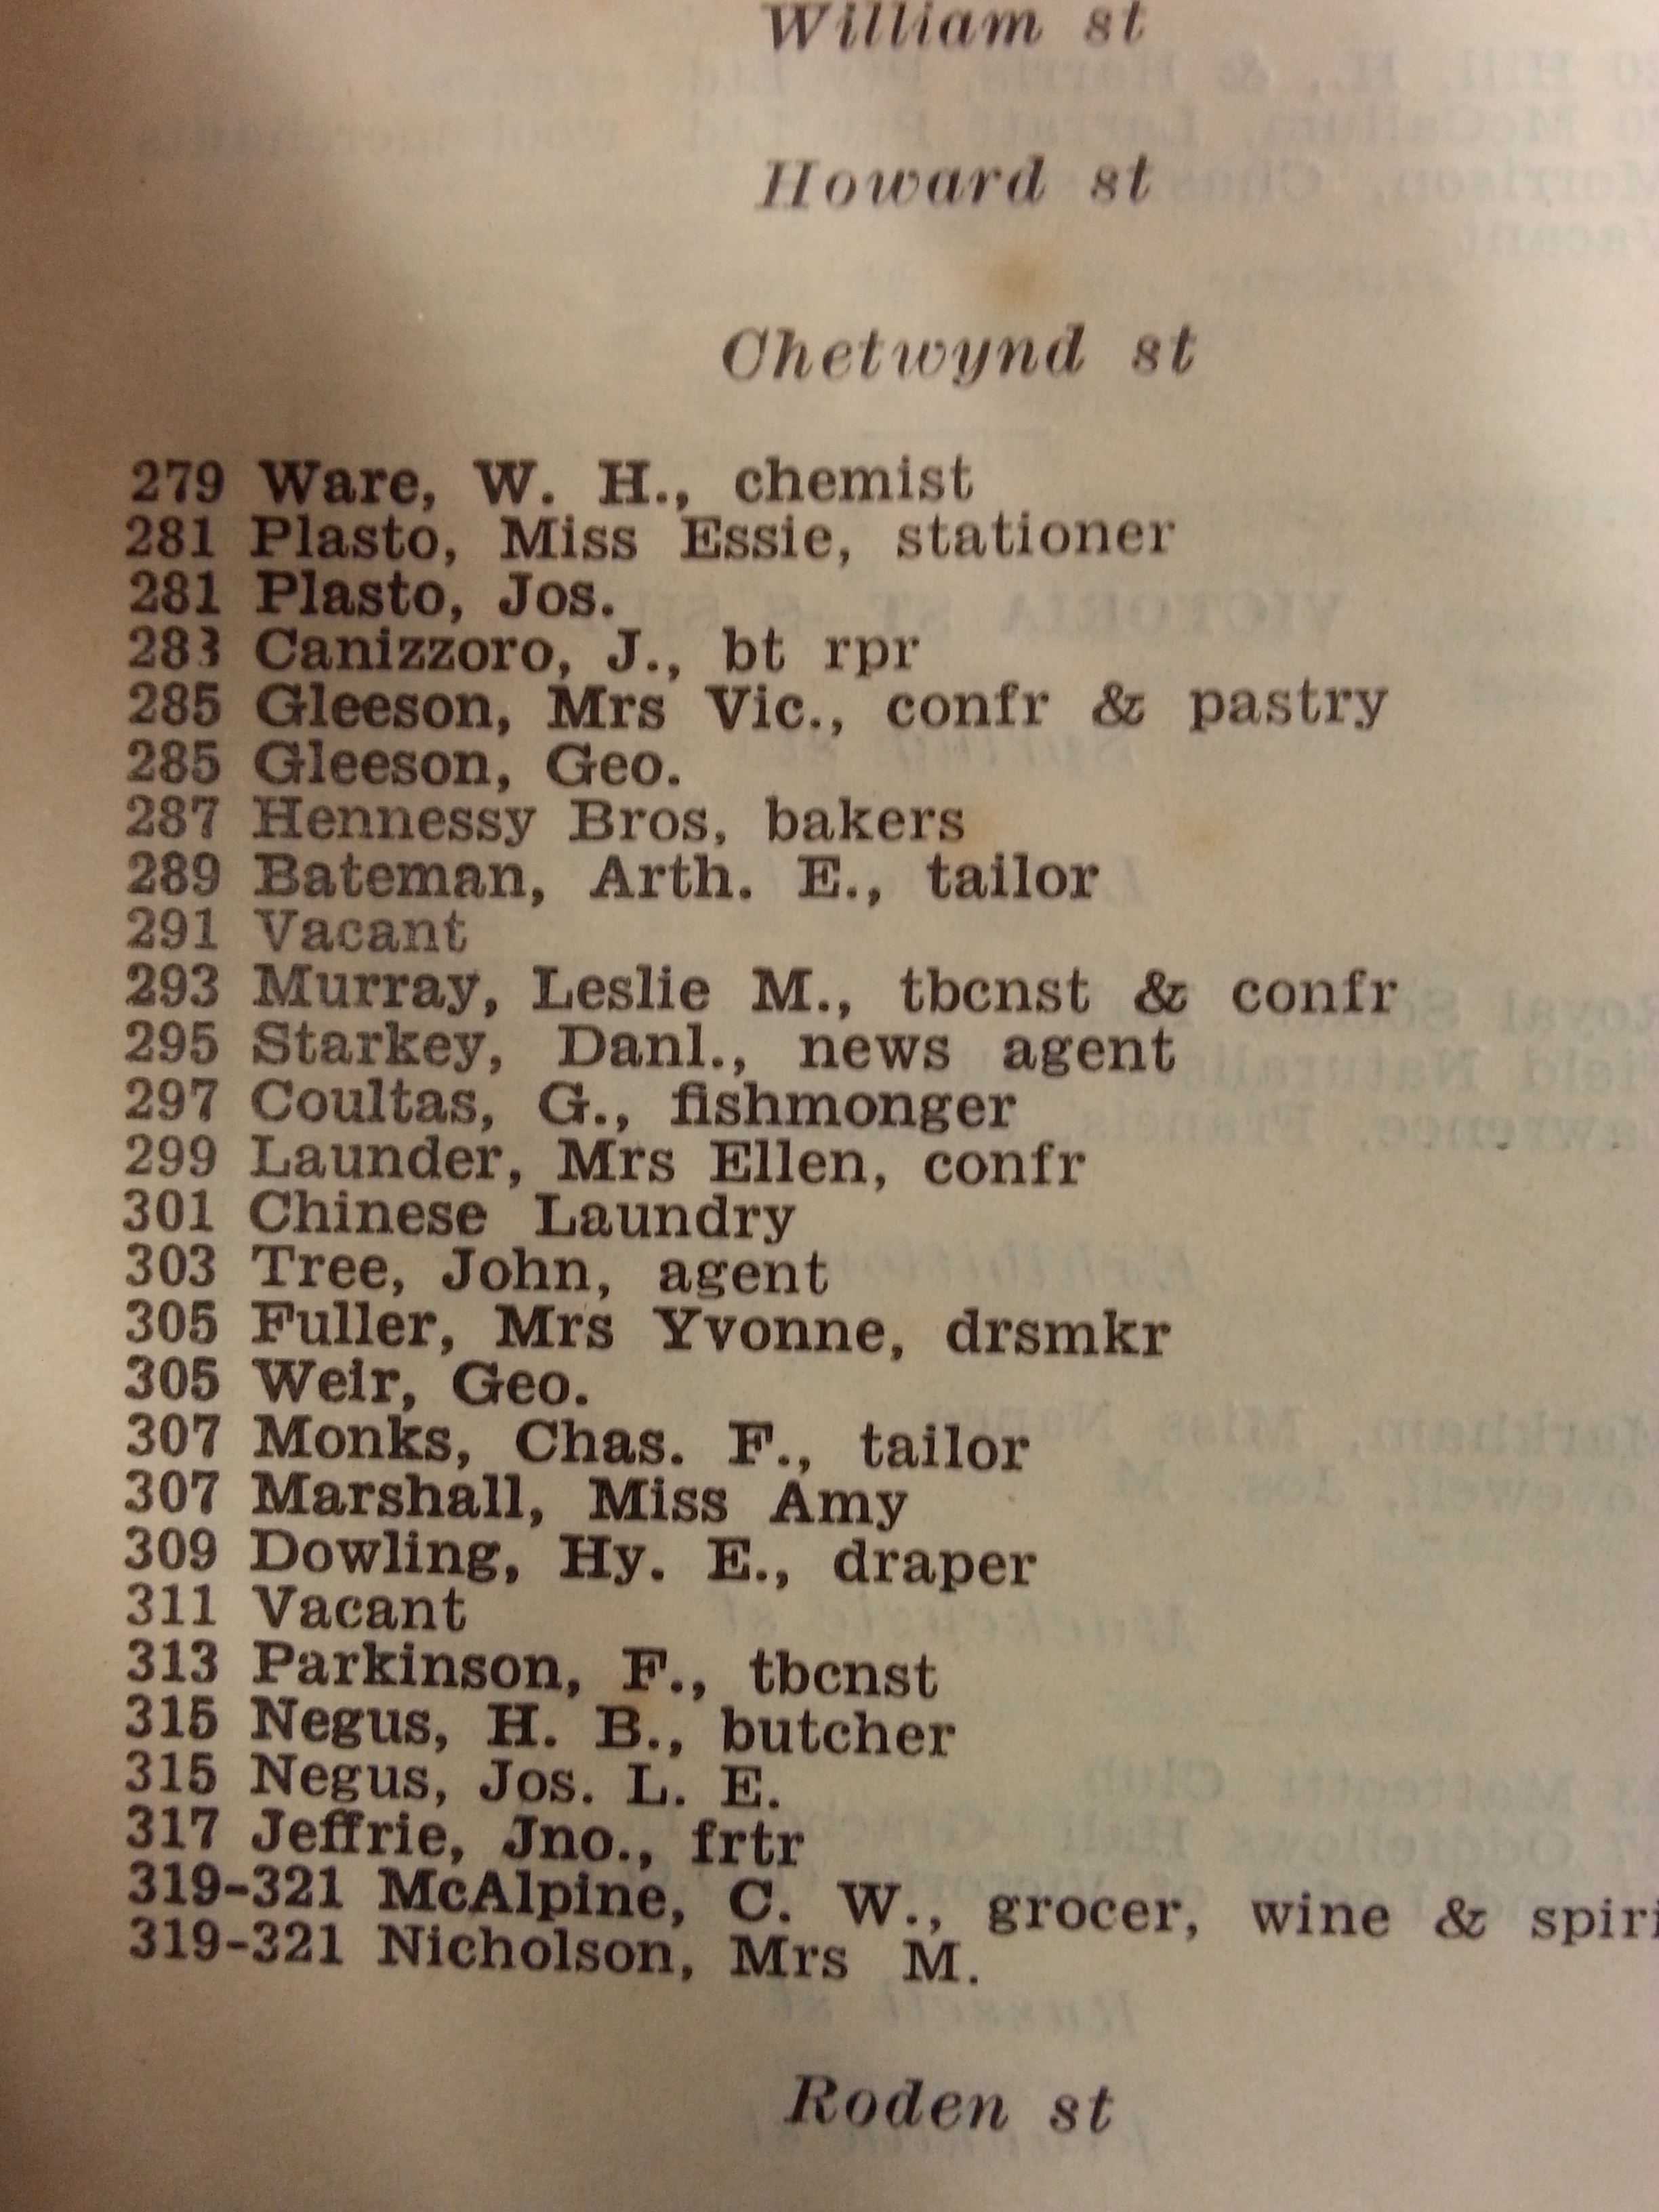 William st
Howard st
Chetwynd st
279 Ware, W. H., chemist
281 Plasto, Miss Essie, stationer
281 Plasto, Jos.
283 Canizzoro, J., bt rpr
285 Gleeson, Mrs Vic., confr & pastry
285 Gleeson, Geo.
287 Hennessy Bros, bakers
289 Bateman, Arth. E., tailor
291 Vacant
293 Murray, Leslie M., tbcnst & confr
295 Starkey, Danl., news agent
297 Coultas, G., fishmonger
299 Launder, Mrs Ellen, confr
301 Chinese Laundry
303 Tree, John, agent
305 Fuller, Mrs Yvonne, drsmkr
305 Weir, Geo.
307 Monks, Chas. F., tailor
307 Marshall, Miss Amy
309 Dowling, Hy. E., draper
311 Vacant
313 Parkinson, F., tbcnst
315 Negus, H. B., butcher
315 Negus, Jos. L. E.
317 Jeffrie, Jno., frtr
319-321 McAlpine, C. W., grocer, wine & spiri
319-321 Nicholson, Mrs M.
Roden st